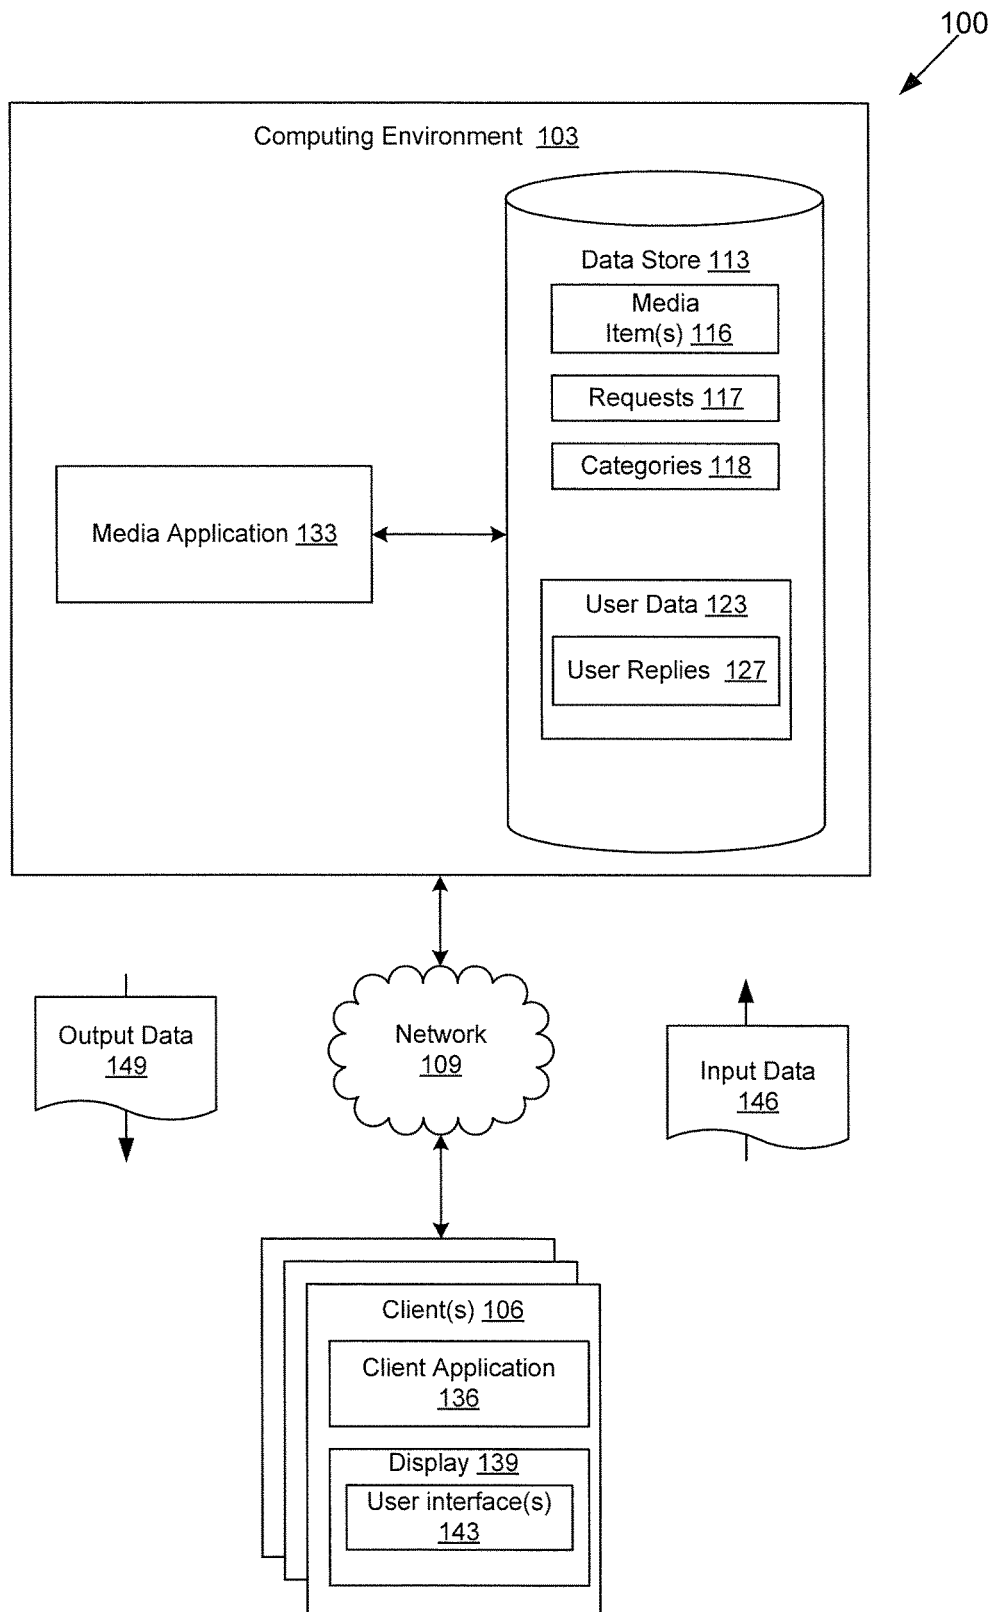 100
Computing Environment 103
Data Store 113
Media
Item(s) 116
Requests 117
Categories 118
Media Application 133
User Data 123
User Replies 127
Output Data
149
Network
109
Input Data
146
Client(s) 106
Client Application
136
Display 139
User interface(s)
143